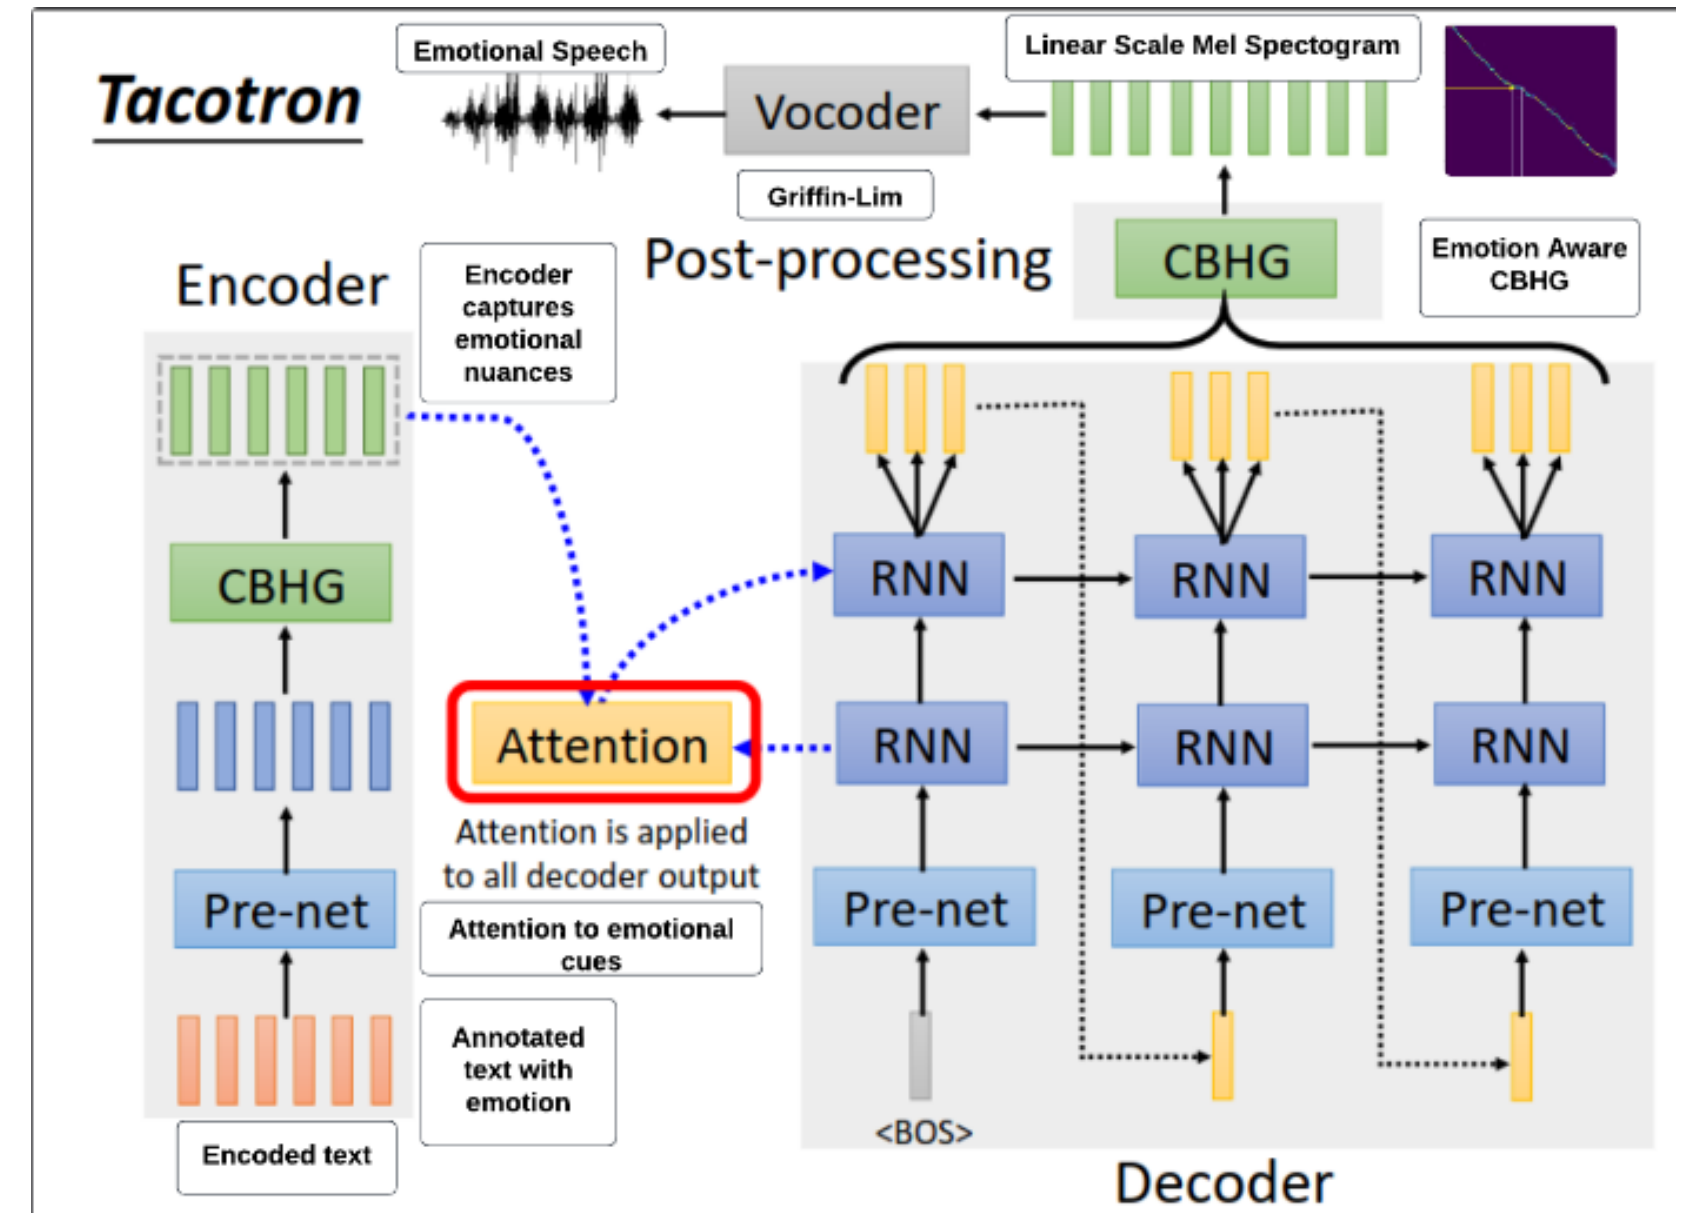 Tacotron
Emotional Speech
Vocoder
Griffin-Lim
Linear Scale Mel Spectogram
Post-processing
CBHG
Emotion Aware
CBHG
Encoder
Encoder
captures
emotional
nuances
CBHG
Pre-net
Encoded text
Annotated
text with
emotion
Attention
Attention is applied
to all decoder output
Attention to emotional
cues
RNN
RNN
RNN
RNN
RNN
RNN
Pre-net
Pre-net
Pre-net
<BOS>
Decoder